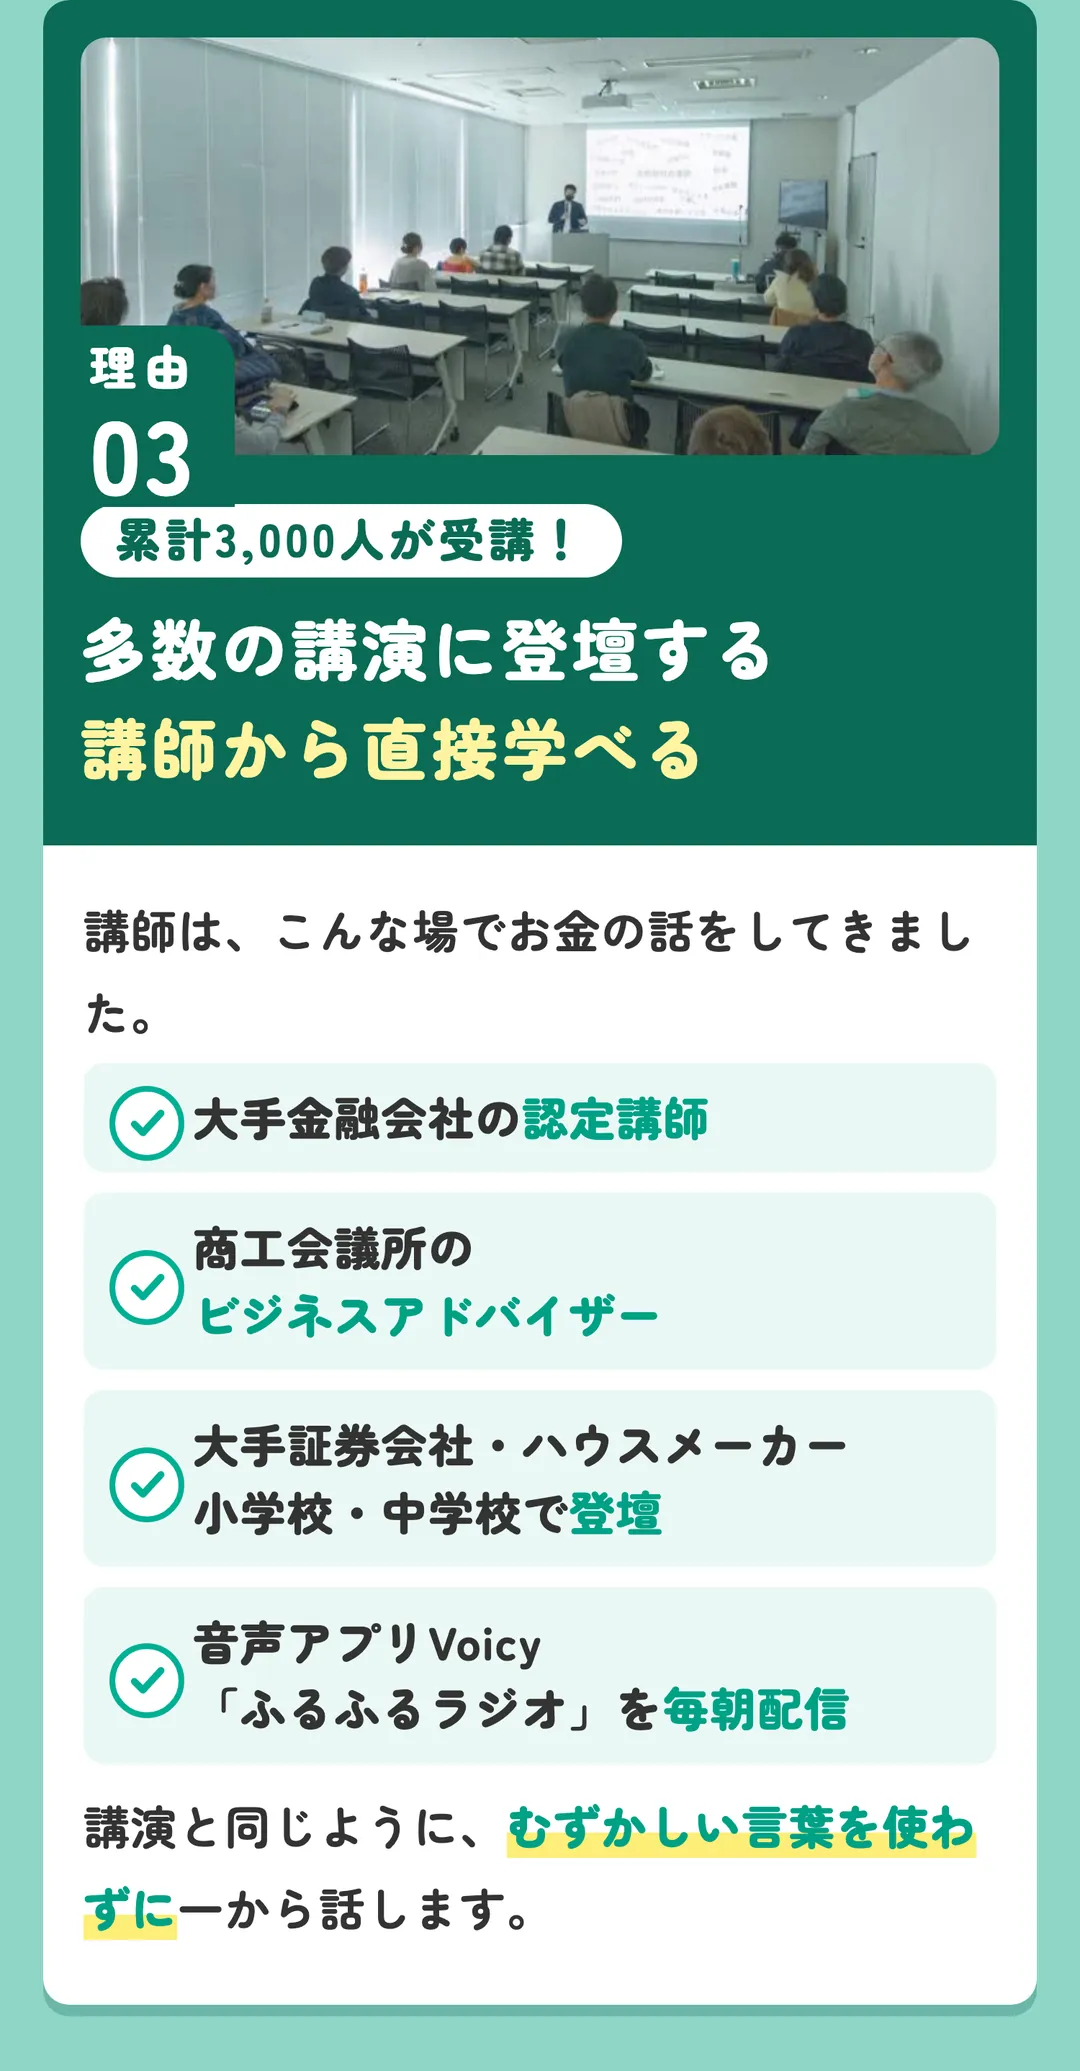 理由
03
累計3,000人が受講！
多数の講演に登壇する
講師から直接学べる
講師は、こんな場でお金の話をしてきまし
た。
大手金融会社の認定講師
商工会議所の
ビジネスアドバイザー
大手証券会社・ハウスメーカー
小学校・中学校で登壇
音声アプリVoicy
「ふるふるラジオ」を毎朝配信
講演と同じように、むずかしい言葉を使わ
ずに一から話します。